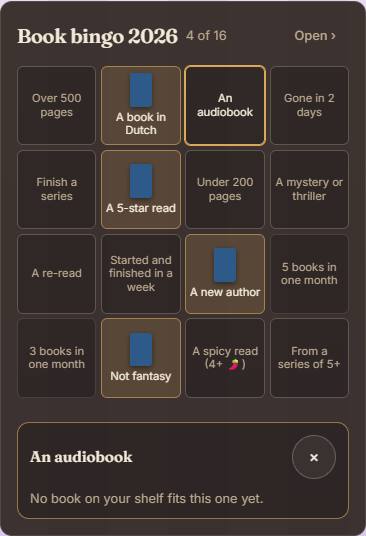 Book bingo 2026 4 of 16 Open ›
Over 500
pages
A book in
Dutch
An
audiobook
Gone in 2
days
Finish a
series
A 5-star read
Under 200
pages
A mystery or
thriller
A re-read
Started and
finished in a
week
A new author
5 books in
one month
3 books in
one month
Not fantasy
A spicy read
(4+ 🌶️)
From a
series of 5+
An audiobook ×
No book on your shelf fits this one yet.